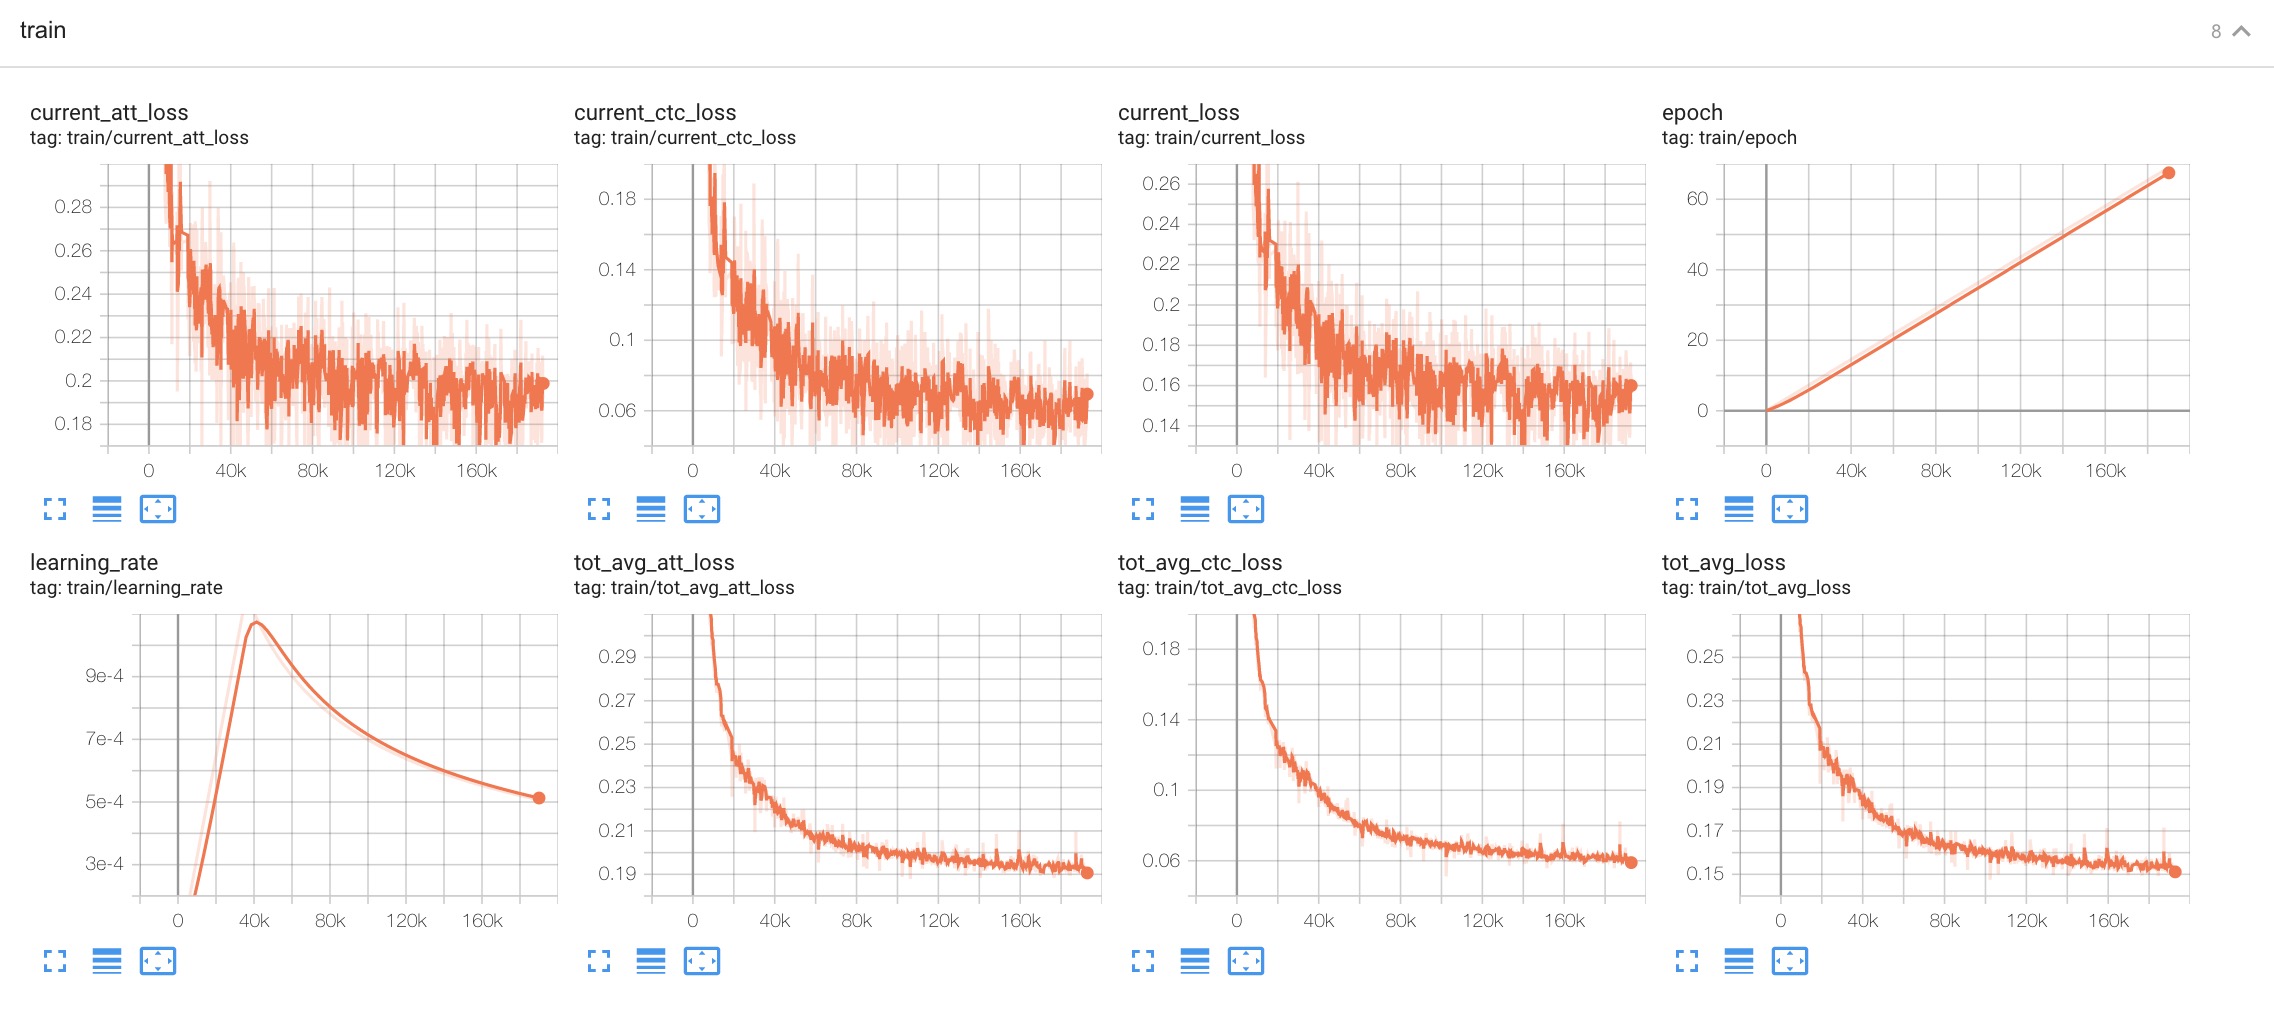 train
8
current_att_loss
tag: train/current_att_loss
0.28
0.26
0.24
0.22
0.2
0.18
0 40k 80k 120k 160k
current_ctc_loss
tag: train/current_ctc_loss
0.18
0.14
0.1
0.06
0 40k 80k 120k 160k
current_loss
tag: train/current_loss
0.26
0.24
0.22
0.2
0.18
0.16
0.14
0 40k 80k 120k 160k
epoch
tag: train/epoch
60
40
20
0
0 40k 80k 120k 160k
learning_rate
tag: train/learning_rate
9e-4
7e-4
5e-4
3e-4
0 40k 80k 120k 160k
tot_avg_att_loss
tag: train/tot_avg_att_loss
0.29
0.27
0.25
0.23
0.21
0.19
0 40k 80k 120k 160k
tot_avg_ctc_loss
tag: train/tot_avg_ctc_loss
0.18
0.14
0.1
0.06
0 40k 80k 120k 160k
tot_avg_loss
tag: train/tot_avg_loss
0.25
0.23
0.21
0.19
0.17
0.15
0 40k 80k 120k 160k